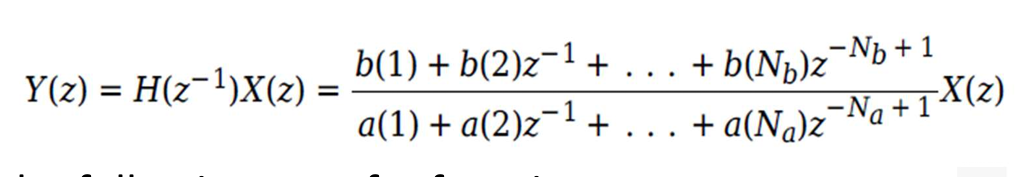 Y(z) = H(z⁻¹)X(z) = \frac{b(1) + b(2)z^{-1} + . . . + b(N_b)z^{-N_b + 1}}{a(1) + a(2)z^{-1} + . . . + a(N_a)z^{-N_a + 1}} X(z)